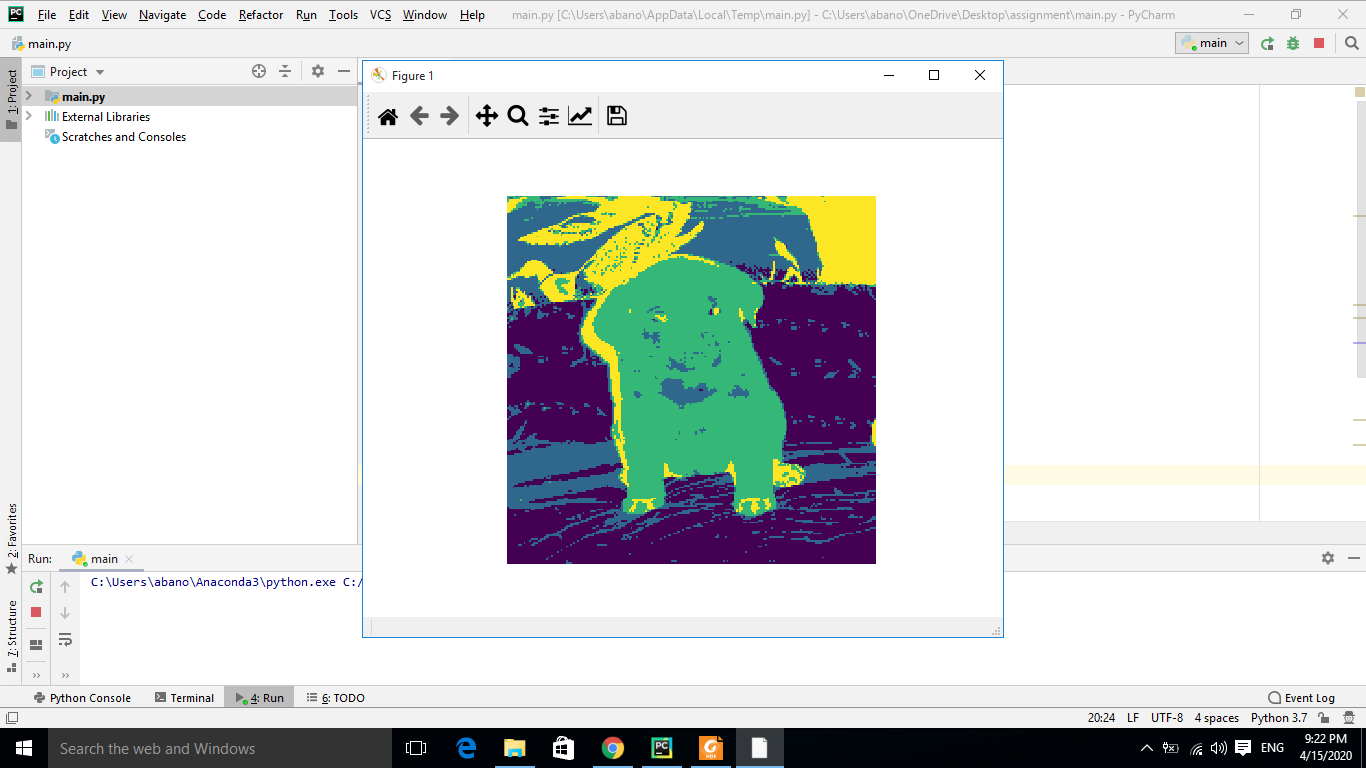 PC File Edit View Navigate Code Refactor Run Tools VCS Window Help main.py [C:\Users\abano\AppData\Local\Temp\main.py] - C:\Users\abano\OneDrive\Desktop\assignment\main.py - PyCharm
main.py main
1: Project
Project
Figure 1
main.py
External Libraries
Scratches and Consoles
2: Favorites
7: Structure
Run: main
C:\Users\abano\Anaconda3\python.exe C:/
Python Console Terminal 4: Run 6: TODO Event Log
20:24 LF UTF-8 4 spaces Python 3.7
Search the web and Windows PC PDF ENG 9:22 PM
4/15/2020